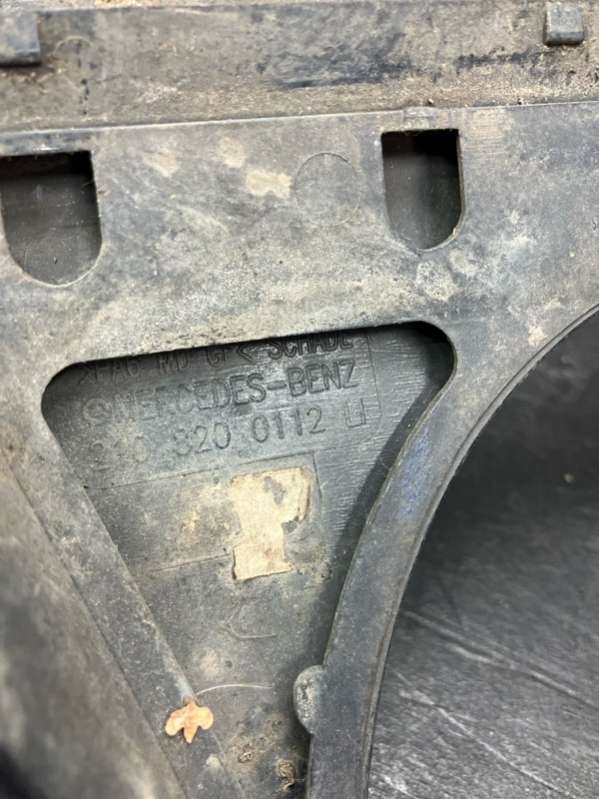 SCHADE
MERCEDES-BENZ
210 820 0112 U